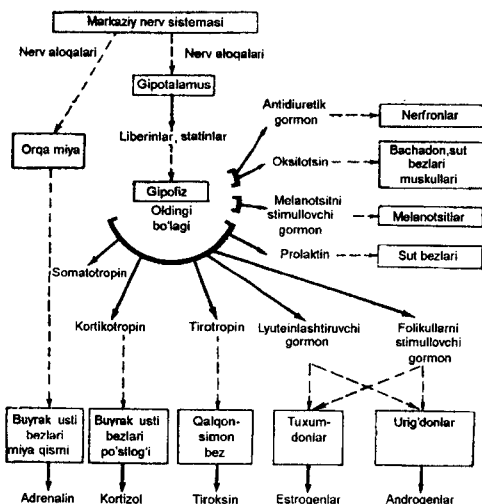 Markaziy nerv sistemasi
Nerv aloqalari
Nerv aloqalari
Gipotalamus
Liberinlar, statinlar
Orqa miya
Gipofiz
Oldingi
bo'lagi
Antidiuretik
gormon
Nerfronlar
Oksitotsin
Bachadon, sut
bezlari
muskullari
Melanotsitni
stimullovchi
gormon
Melanotsitlar
Prolaktin
Sut bezlari
Somatotropin
Kortikotropin
Tirotropin
Lyuteinlashtiruvchi
gormon
Folikullarni
stimullovchi
gormon
Buyrak usti
bezlari
miya qismi
Buyrak usti
bezlari
po'stlog'i
Qalqon-
simon
bez
Tuxum-
donlar
Urig'donlar
Adrenalin
Kortizol
Tiroksin
Estrogenlar
Androgenlar